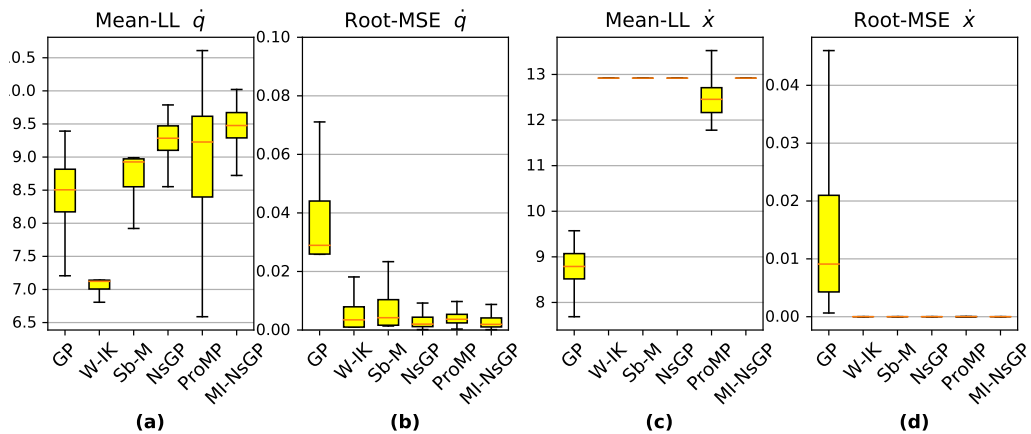 Mean-LL q̇
.0.5
.0.0
9.5
9.0
8.5
8.0
7.5
7.0
6.5
GP
W-IK
Sb-M
NsGP
ProMP
MI-NsGP
(a)
Root-MSE q̇
0.10
0.08
0.06
0.04
0.02
0.00
GP
W-IK
Sb-M
NsGP
ProMP
MI-NsGP
(b)
Mean-LL ẋ
13
12
11
10
9
8
GP
W-IK
Sb-M
NsGP
ProMP
MI-NsGP
(c)
Root-MSE ẋ
0.04
0.03
0.02
0.01
0.00
GP
W-IK
Sb-M
NsGP
ProMP
MI-NsGP
(d)